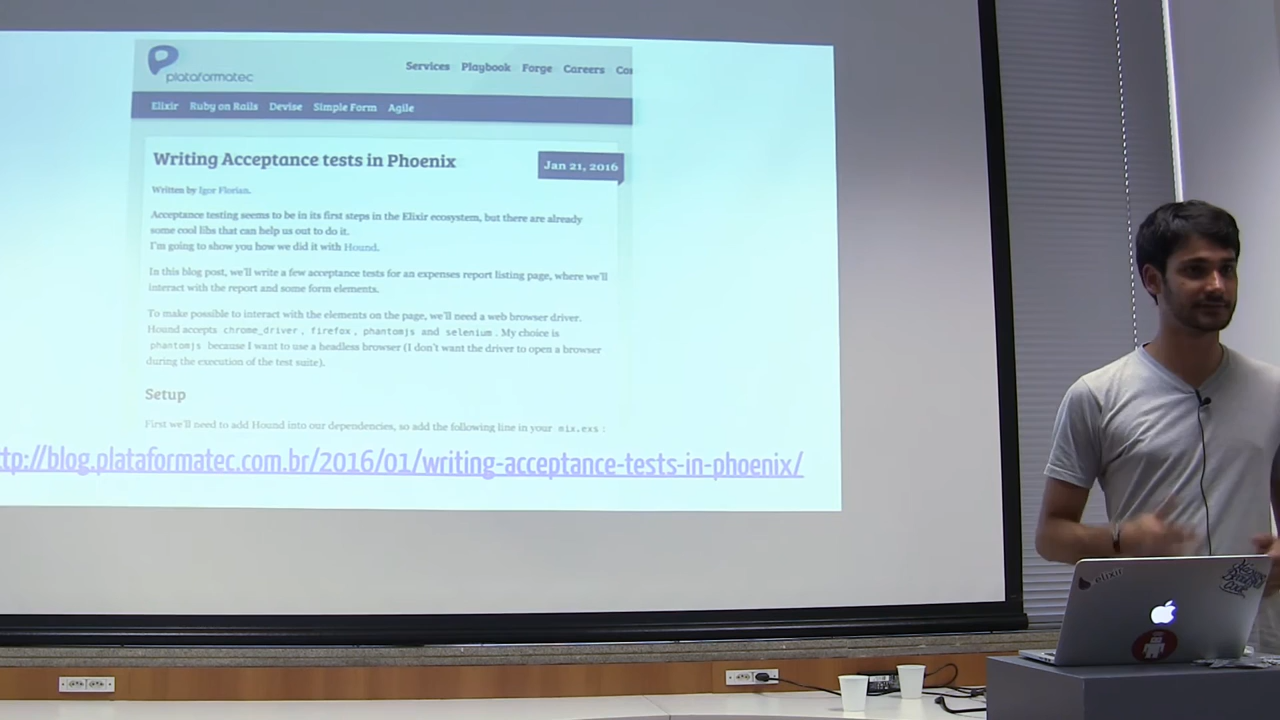 plataformatec
Services Playbook Forge Careers Co
Elixir Ruby on Rails Devise Simple Form Agile
Writing Acceptance tests in Phoenix
Jan 21, 2016
Written by Igor Florian.
Acceptance testing seems to be in its first steps in the Elixir ecosystem, but there are already
some cool libs that can help us out to do it.
I'm going to show you how we did it with Hound.
In this blog post, we'll write a few acceptance tests for an expenses report listing page, where we'll
interact with the report and some form elements.
To make possible to interact with the elements on the page, we'll need a web browser driver.
Hound accepts chrome_driver, firefox, phantomjs and selenium. My choice is
phantomjs because I want to use a headless browser (I don't want the driver to open a browser
during the execution of the test suite).
Setup
First we'll need to add Hound into our dependencies, so add the following line in your mix.exs:
ttp://blog.plataformatec.com.br/2016/01/writing-acceptance-tests-in-phoenix/
elixir